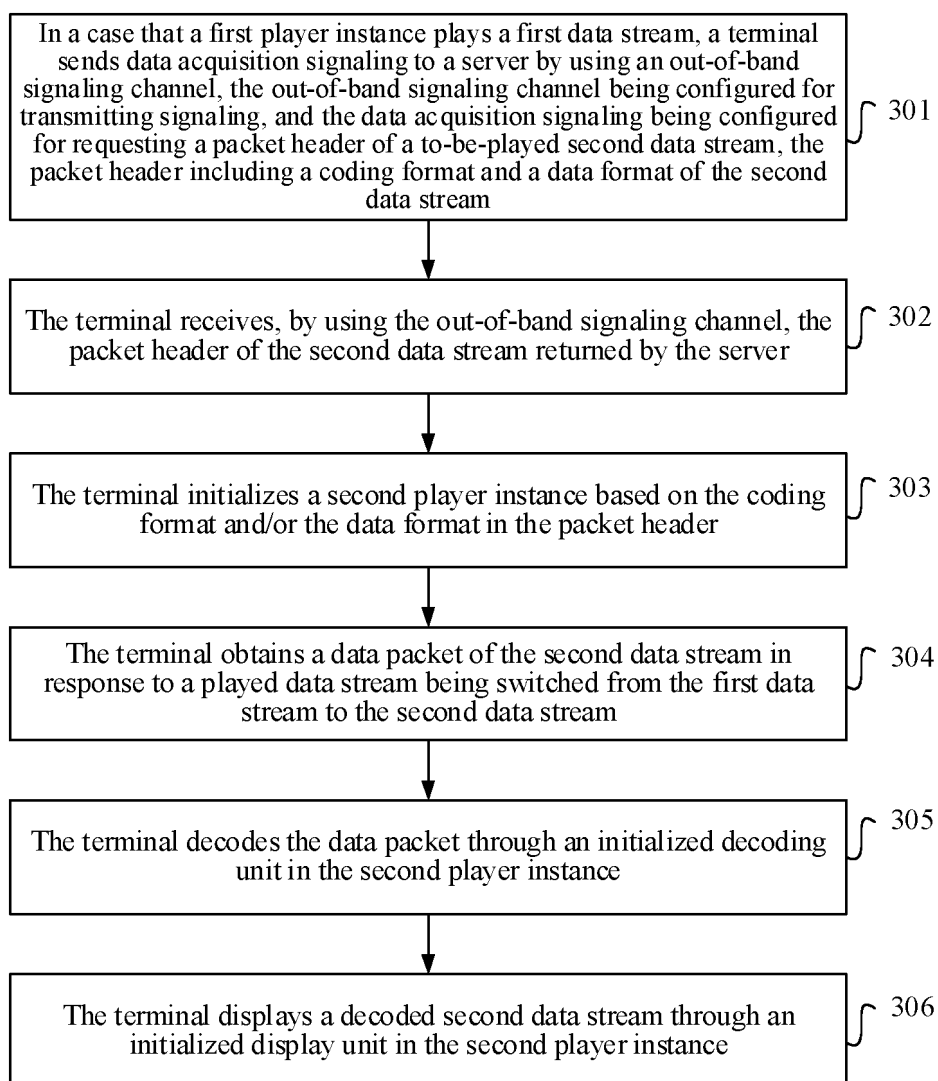 In a case that a first player instance plays a first data stream, a terminal
sends data acquisition signaling to a server by using an out-of-band
signaling channel, the out-of-band signaling channel being configured for
transmitting signaling, and the data acquisition signaling being configured
for requesting a packet header of a to-be-played second data stream, the
packet header including a coding format and a data format of the second
data stream
301
The terminal receives, by using the out-of-band signaling channel, the
packet header of the second data stream returned by the server
302
The terminal initializes a second player instance based on the coding
format and/or the data format in the packet header
303
The terminal obtains a data packet of the second data stream in
response to a played data stream being switched from the first data
stream to the second data stream
304
The terminal decodes the data packet through an initialized decoding
unit in the second player instance
305
The terminal displays a decoded second data stream through an
initialized display unit in the second player instance
306